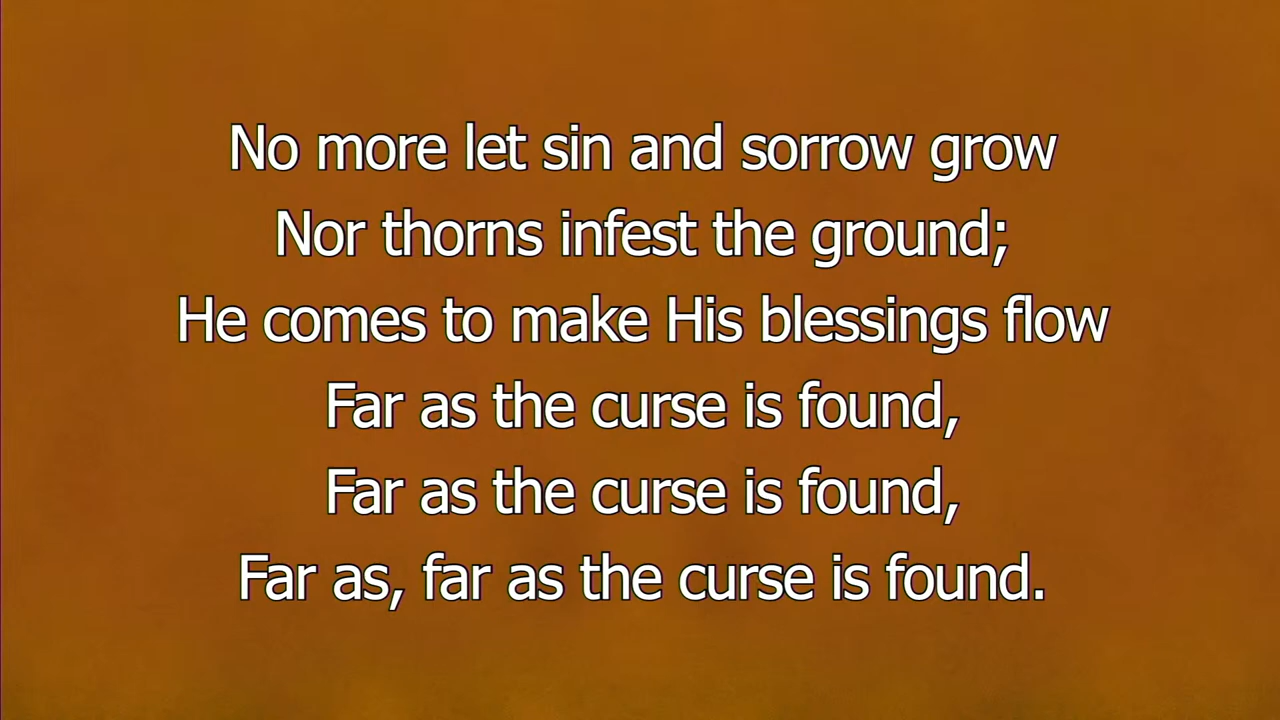 No more let sin and sorrow grow
Nor thorns infest the ground;
He comes to make His blessings flow
Far as the curse is found,
Far as the curse is found,
Far as, far as the curse is found.